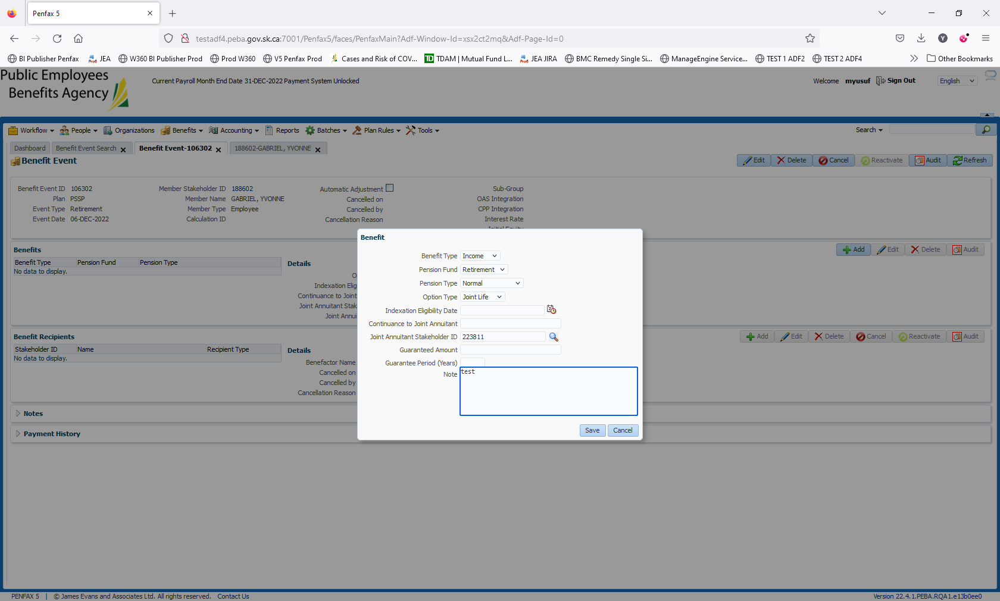 Penfax 5
testadf4.peba.gov.sk.ca:7001/Penfax5/faces/PenfaxMain?Adf-Window-Id=xsx2ct2mq&Adf-Page-Id=0
BI Publisher Penfax JEA W360 BI Publisher Prod Prod W360 V5 Penfax Prod Cases and Risk of COV... TDAM | Mutual Fund L... JEA JIRA BMC Remedy Single Si... ManageEngine Service... TEST 1 ADF2 TEST 2 ADF4 Other Bookmarks
Public Employees
Benefits Agency
Current Payroll Month End Date 31-DEC-2022 Payment System Unlocked
Welcome myusuf Sign Out English
Workflow People Organizations Benefits Accounting Reports Batches Plan Rules Tools Search
Dashboard Benefit Event Search Benefit Event-106302 188602-GABRIEL, YVONNE
Benefit Event Edit Delete Cancel Reactivate Audit Refresh
Benefit Event ID 106302 Member Stakeholder ID 188602 Automatic Adjustment Sub-Group
Plan PSSP Member Name GABRIEL, YVONNE Cancelled on OAS Integration
Event Type Retirement Member Type Employee Cancelled by CPP Integration
Event Date 06-DEC-2022 Calculation ID Cancellation Reason Interest Rate
Benefit
Benefit Type Income
Pension Fund Retirement
Pension Type Normal
Option Type Joint Life
Indexation Eligibility Date
Continuance to Joint Annuitant
Joint Annuitant Stakeholder ID 223811
Guaranteed Amount
Guarantee Period (Years)
Note test
Save Cancel
Benefits Add Edit Delete Audit
Benefit Type Pension Fund Pension Type Details
No data to display.
Indexation Elig
Continuance to Joint
Joint Annuitant Stak
Joint Annui
Benefit Recipients Add Edit Delete Cancel Reactivate Audit
Stakeholder ID Name Recipient Type Details
No data to display.
Benefactor Name
Cancelled on
Cancelled by
Cancellation Reason
Notes
Payment History
PENFAX 5 | © James Evans and Associates Ltd. All rights reserved. Contact Us Version 22.4.1.PEBA.RQA1.e13b0ee0